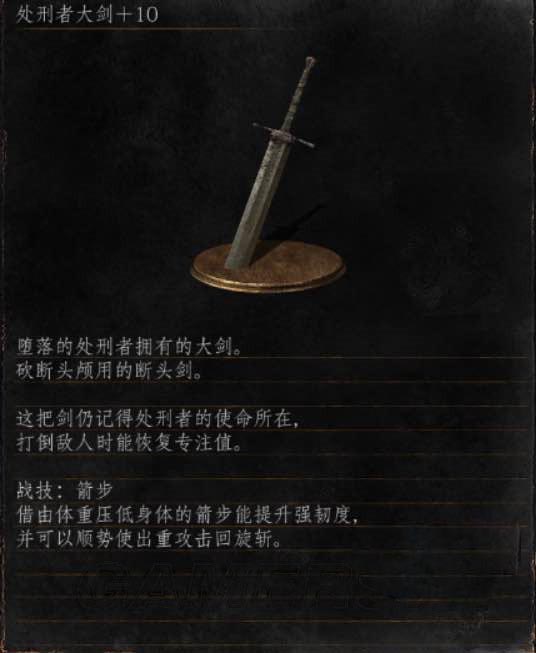 处刑者大剑＋10
堕落的处刑者拥有的大剑。
砍断头颅用的断头剑。
这把剑仍记得处刑者的使命所在，
打倒敌人时能恢复专注值。
战技：箭步
借由体重压低身体的箭步能提升强韧度，
并可以顺势使出重攻击回旋斩。